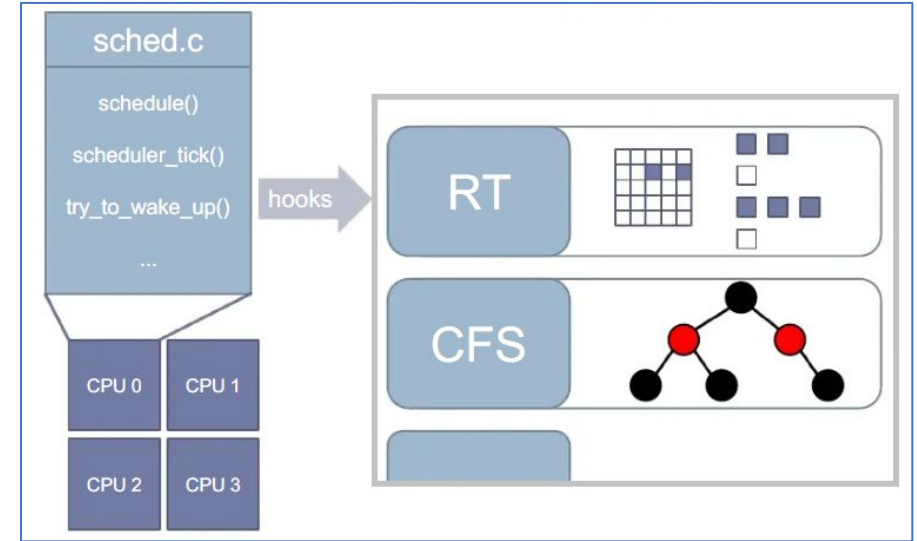 sched.c
schedule()
scheduler_tick()
try_to_wake_up()
...
hooks
RT
CFS
CPU 0
CPU 1
CPU 2
CPU 3